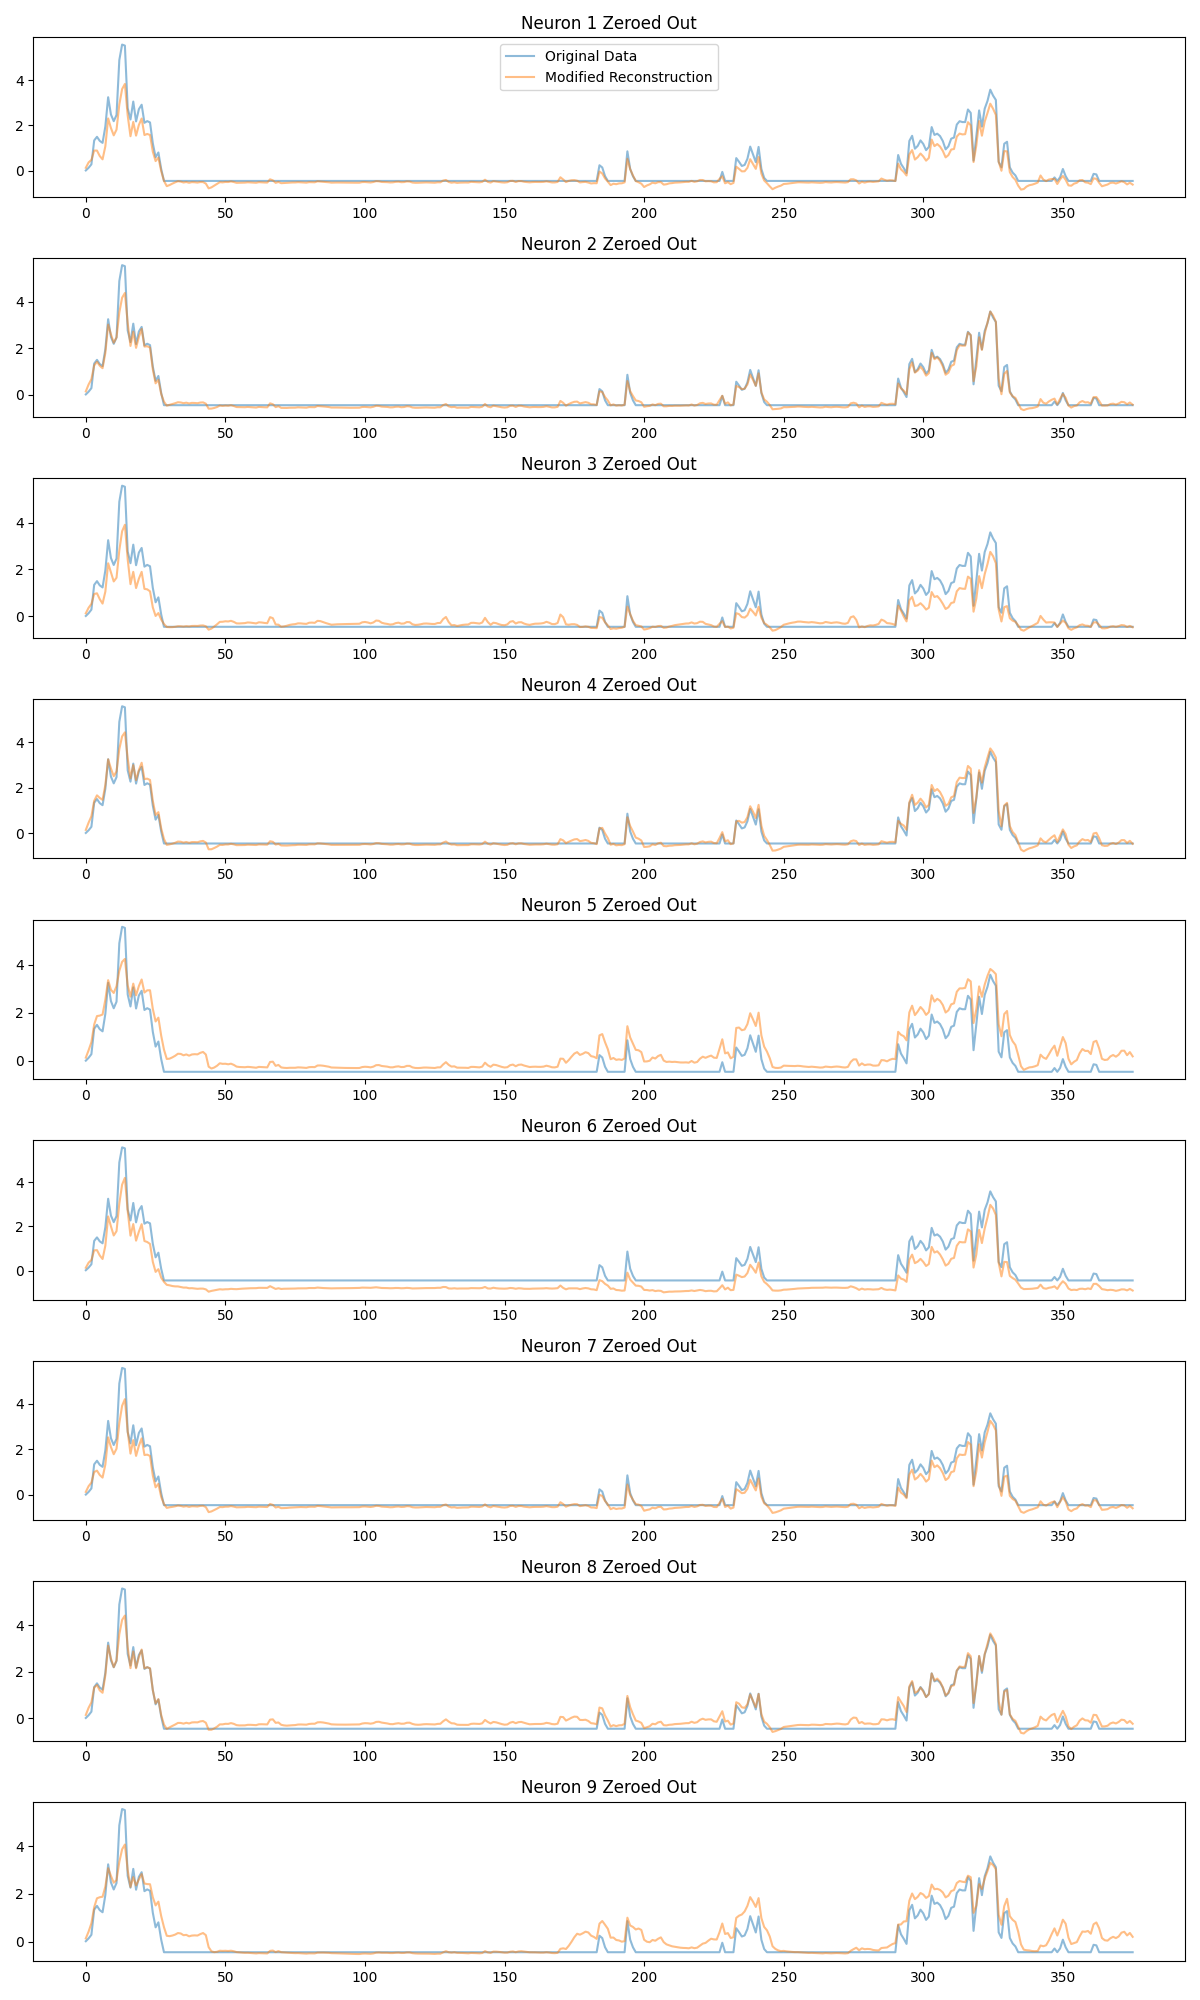 Neuron 1 Zeroed Out
Original Data
Modified Reconstruction
4
2
0
0 50 100 150 200 250 300 350
Neuron 2 Zeroed Out
4
2
0
0 50 100 150 200 250 300 350
Neuron 3 Zeroed Out
4
2
0
0 50 100 150 200 250 300 350
Neuron 4 Zeroed Out
4
2
0
0 50 100 150 200 250 300 350
Neuron 5 Zeroed Out
4
2
0
0 50 100 150 200 250 300 350
Neuron 6 Zeroed Out
4
2
0
0 50 100 150 200 250 300 350
Neuron 7 Zeroed Out
4
2
0
0 50 100 150 200 250 300 350
Neuron 8 Zeroed Out
4
2
0
0 50 100 150 200 250 300 350
Neuron 9 Zeroed Out
4
2
0
0 50 100 150 200 250 300 350